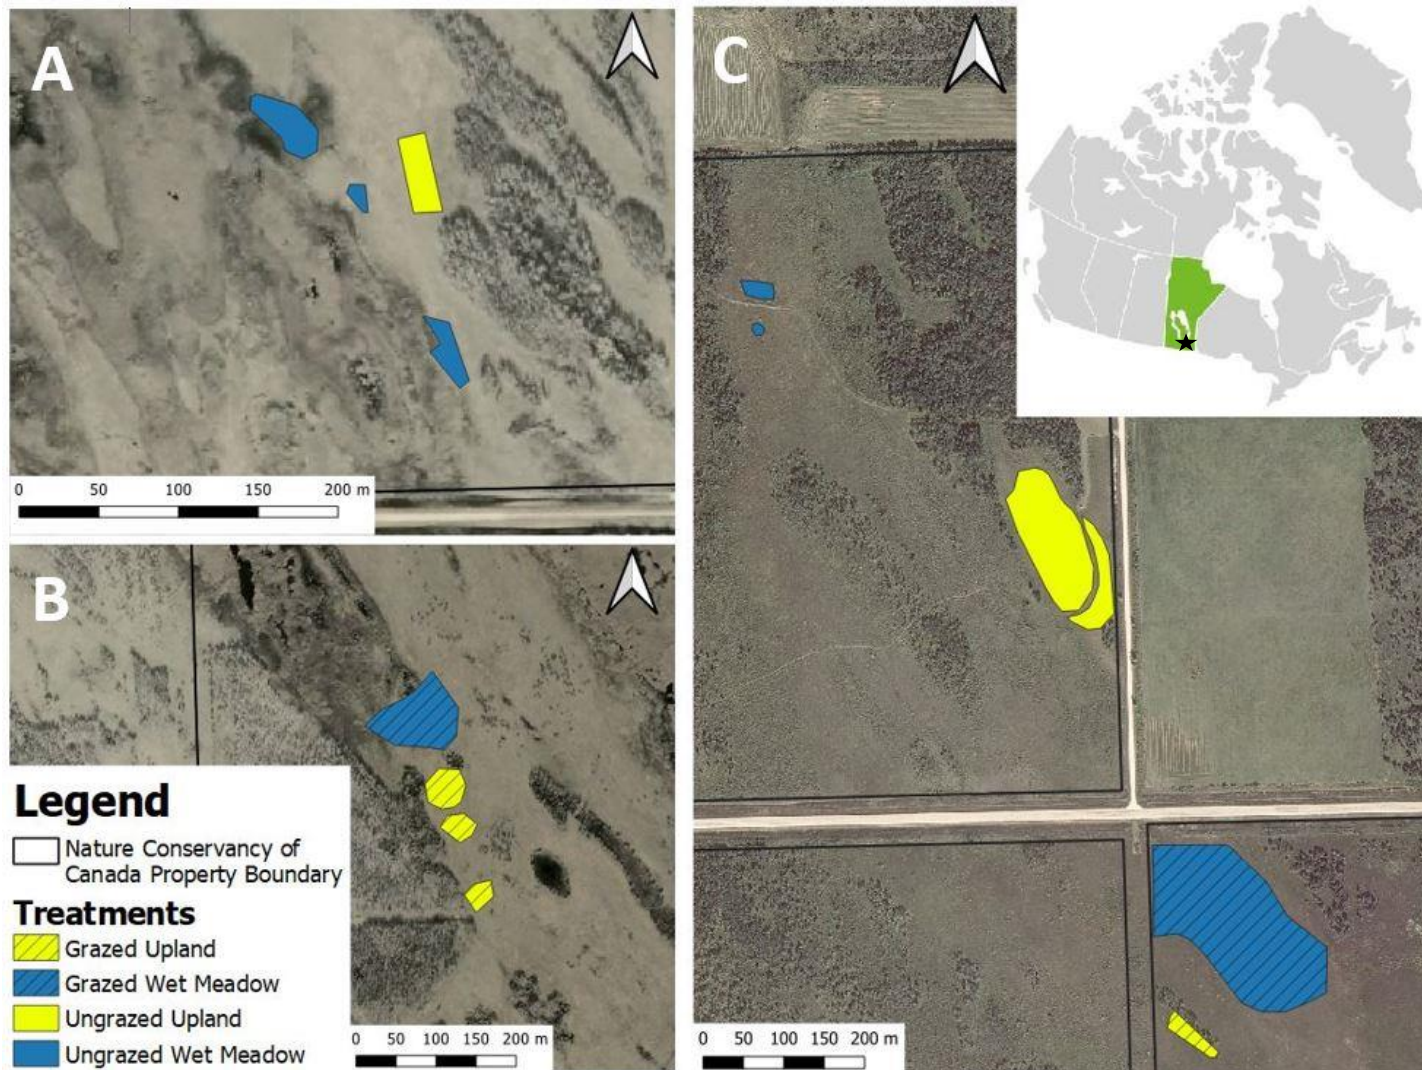 A
0 50 100 150 200 m
B
Legend
Nature Conservancy of
Canada Property Boundary
Treatments
Grazed Upland
Grazed Wet Meadow
Ungrazed Upland
Ungrazed Wet Meadow
0 50 100 150 200 m
C
0 50 100 150 200 m